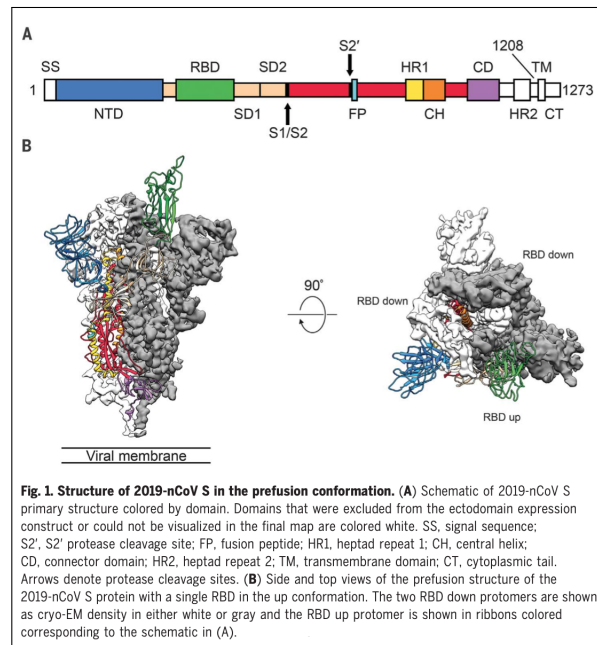 A
S2′
1208
SS
RBD
SD2
HR1
CD
TM
1
1273
NTD
SD1
FP
CH
HR2
CT
S1/S2
B
90°
RBD down
RBD down
RBD up
Viral membrane
Fig. 1. Structure of 2019-nCoV S in the prefusion conformation. (A) Schematic of 2019-nCoV S
primary structure colored by domain. Domains that were excluded from the ectodomain expression
construct or could not be visualized in the final map are colored white. SS, signal sequence;
S2′, S2′ protease cleavage site; FP, fusion peptide; HR1, heptad repeat 1; CH, central helix;
CD, connector domain; HR2, heptad repeat 2; TM, transmembrane domain; CT, cytoplasmic tail.
Arrows denote protease cleavage sites. (B) Side and top views of the prefusion structure of the
2019-nCoV S protein with a single RBD in the up conformation. The two RBD down protomers are shown
as cryo-EM density in either white or gray and the RBD up protomer is shown in ribbons colored
corresponding to the schematic in (A).